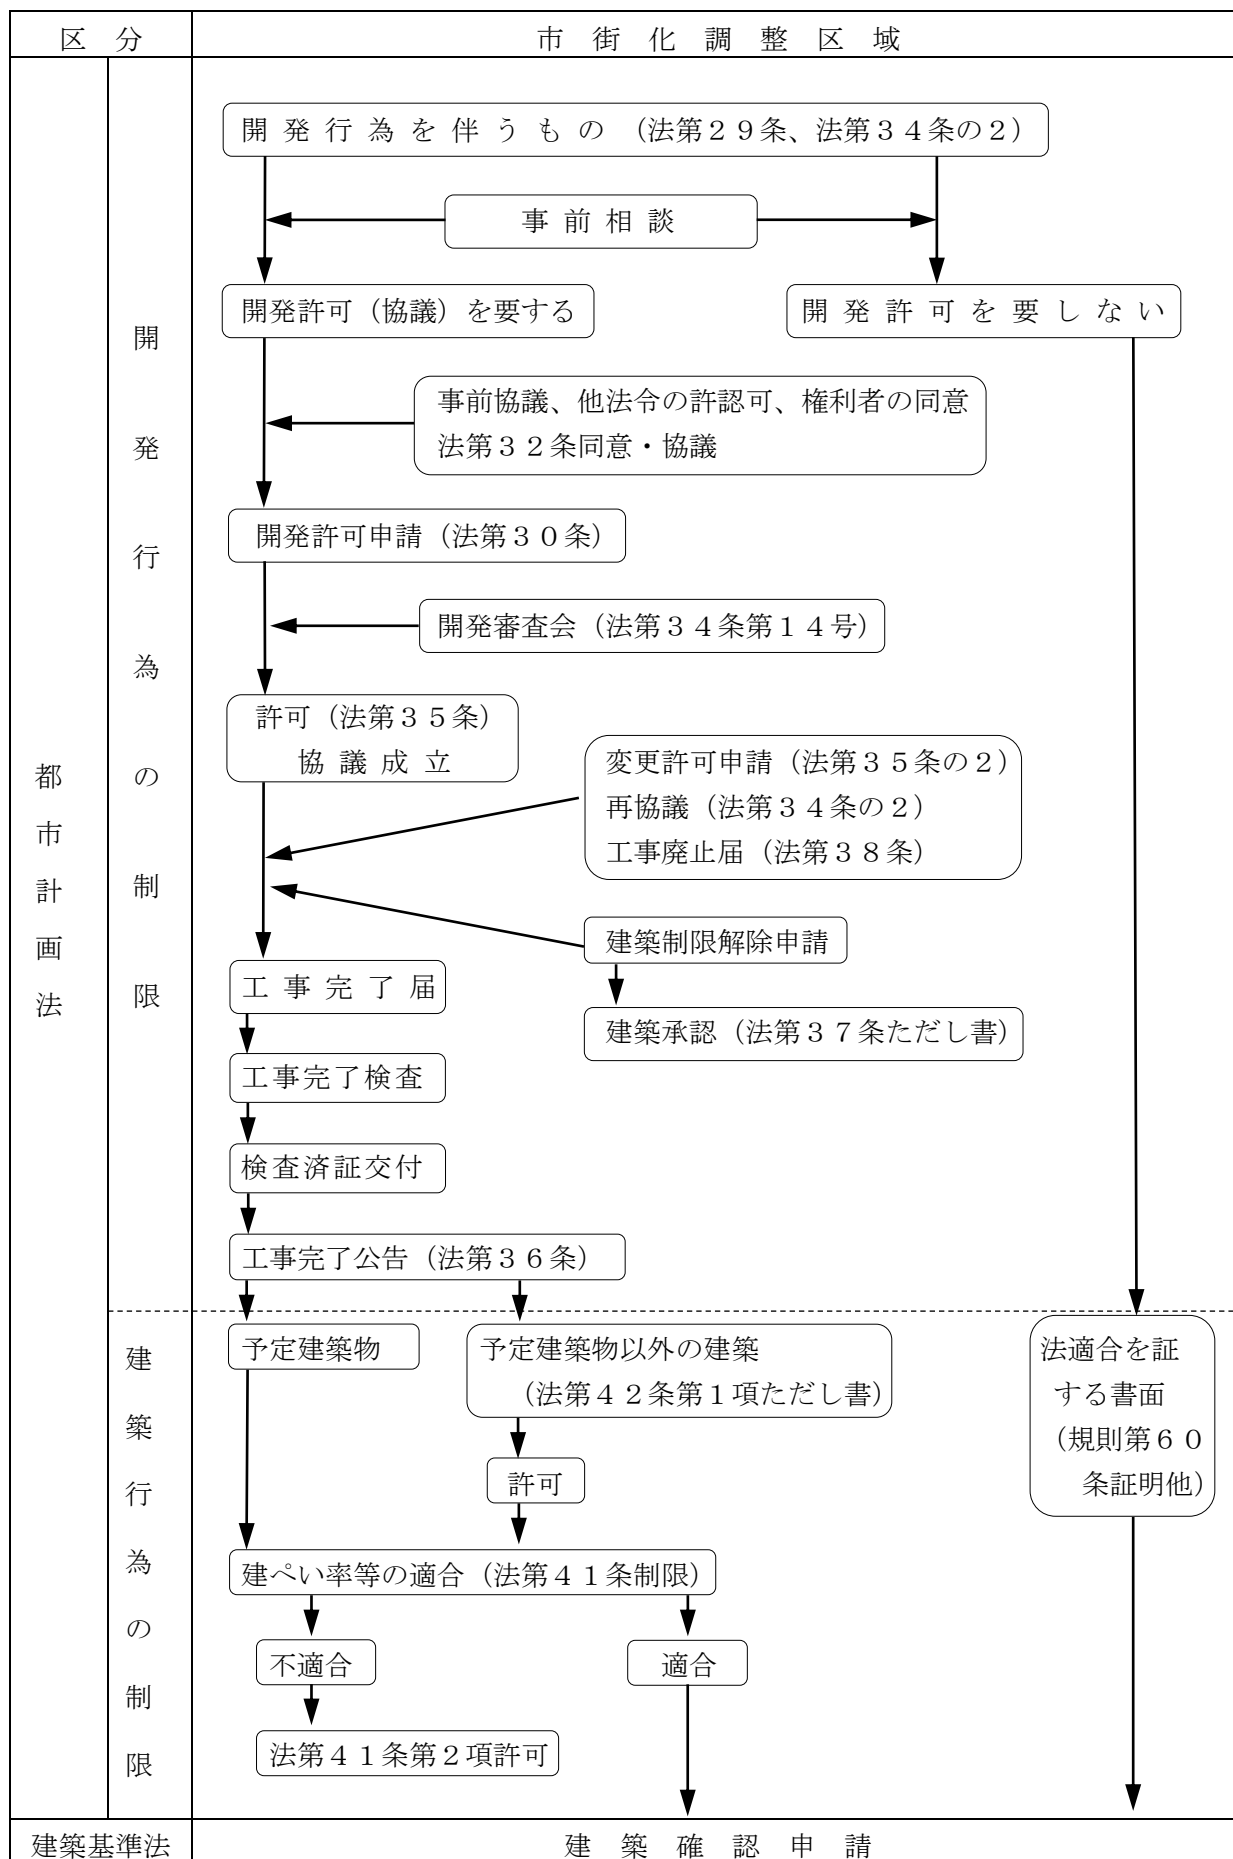 区分
市街化調整区域
都市計画法
開発行為の制限
開発行為を伴うもの（法第２９条、法第３４条の２）
事前相談
開発許可（協議）を要する
開発許可を要しない
事前協議、他法令の許認可、権利者の同意
法第３２条同意・協議
開発許可申請（法第３０条）
開発審査会（法第３４条第１４号）
許可（法第３５条）
協議成立
変更許可申請（法第３５条の２）
再協議（法第３４条の２）
工事廃止届（法第３８条）
建築制限解除申請
工事完了届
建築承認（法第３７条ただし書）
工事完了検査
検査済証交付
工事完了公告（法第３６条）
建築行為の制限
予定建築物
予定建築物以外の建築
（法第４２条第１項ただし書）
法適合を証
する書面
（規則第６０
条証明他）
許可
建ぺい率等の適合（法第４１条制限）
不適合
適合
法第４１条第２項許可
建築基準法
建築確認申請